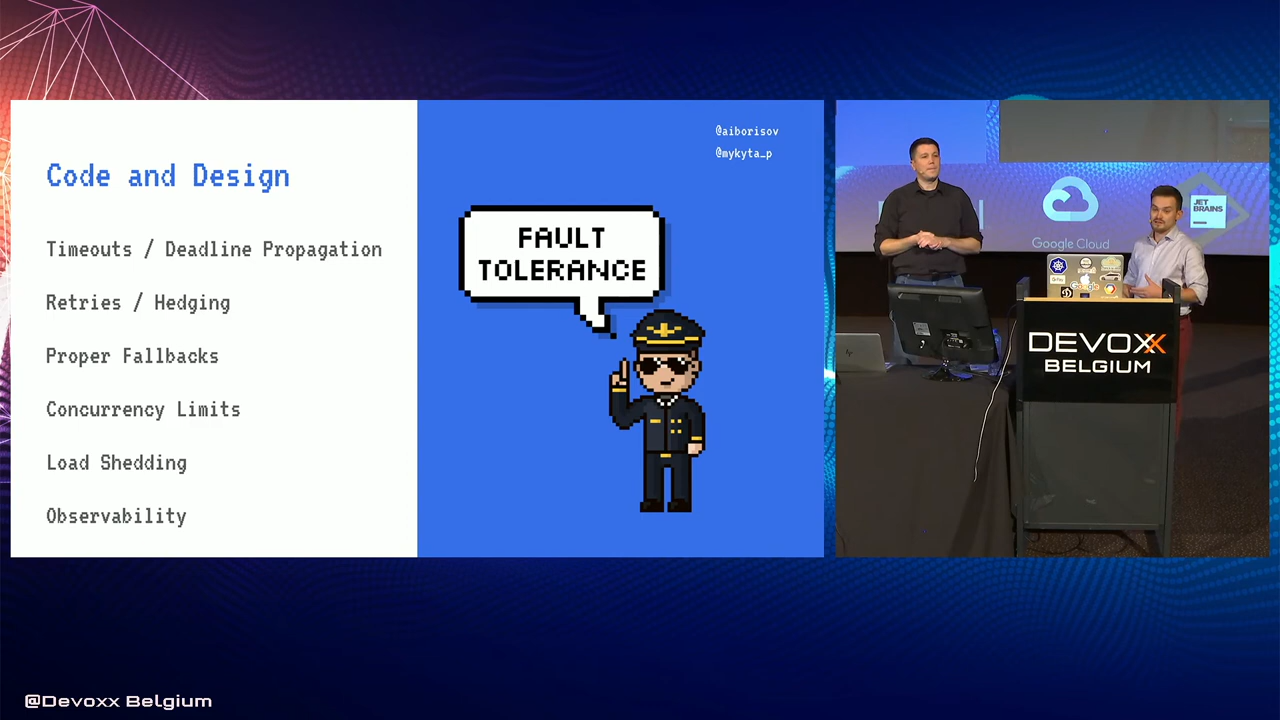 Code and Design
Timeouts / Deadline Propagation
Retries / Hedging
Proper Fallbacks
Concurrency Limits
Load Shedding
Observability
@aiborisov
@mykyta_p
FAULT
TOLERANCE
Google Cloud
JET
BRAINS
Google
DEVOXX
BELGIUM
@Devoxx Belgium